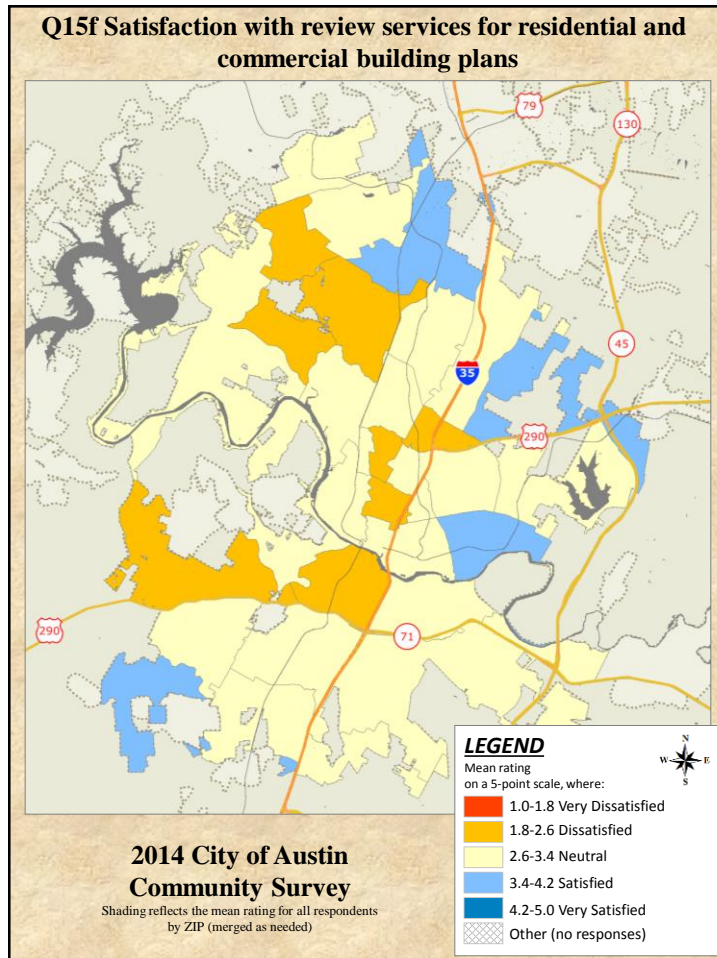 Q15f Satisfaction with review services for residential and
commercial building plans
79
130
45
35
290
290
71
LEGEND
Mean rating
on a 5-point scale, where:
N
W E
S
1.0-1.8 Very Dissatisfied
1.8-2.6 Dissatisfied
2.6-3.4 Neutral
3.4-4.2 Satisfied
4.2-5.0 Very Satisfied
Other (no responses)
2014 City of Austin
Community Survey
Shading reflects the mean rating for all respondents
by ZIP (merged as needed)